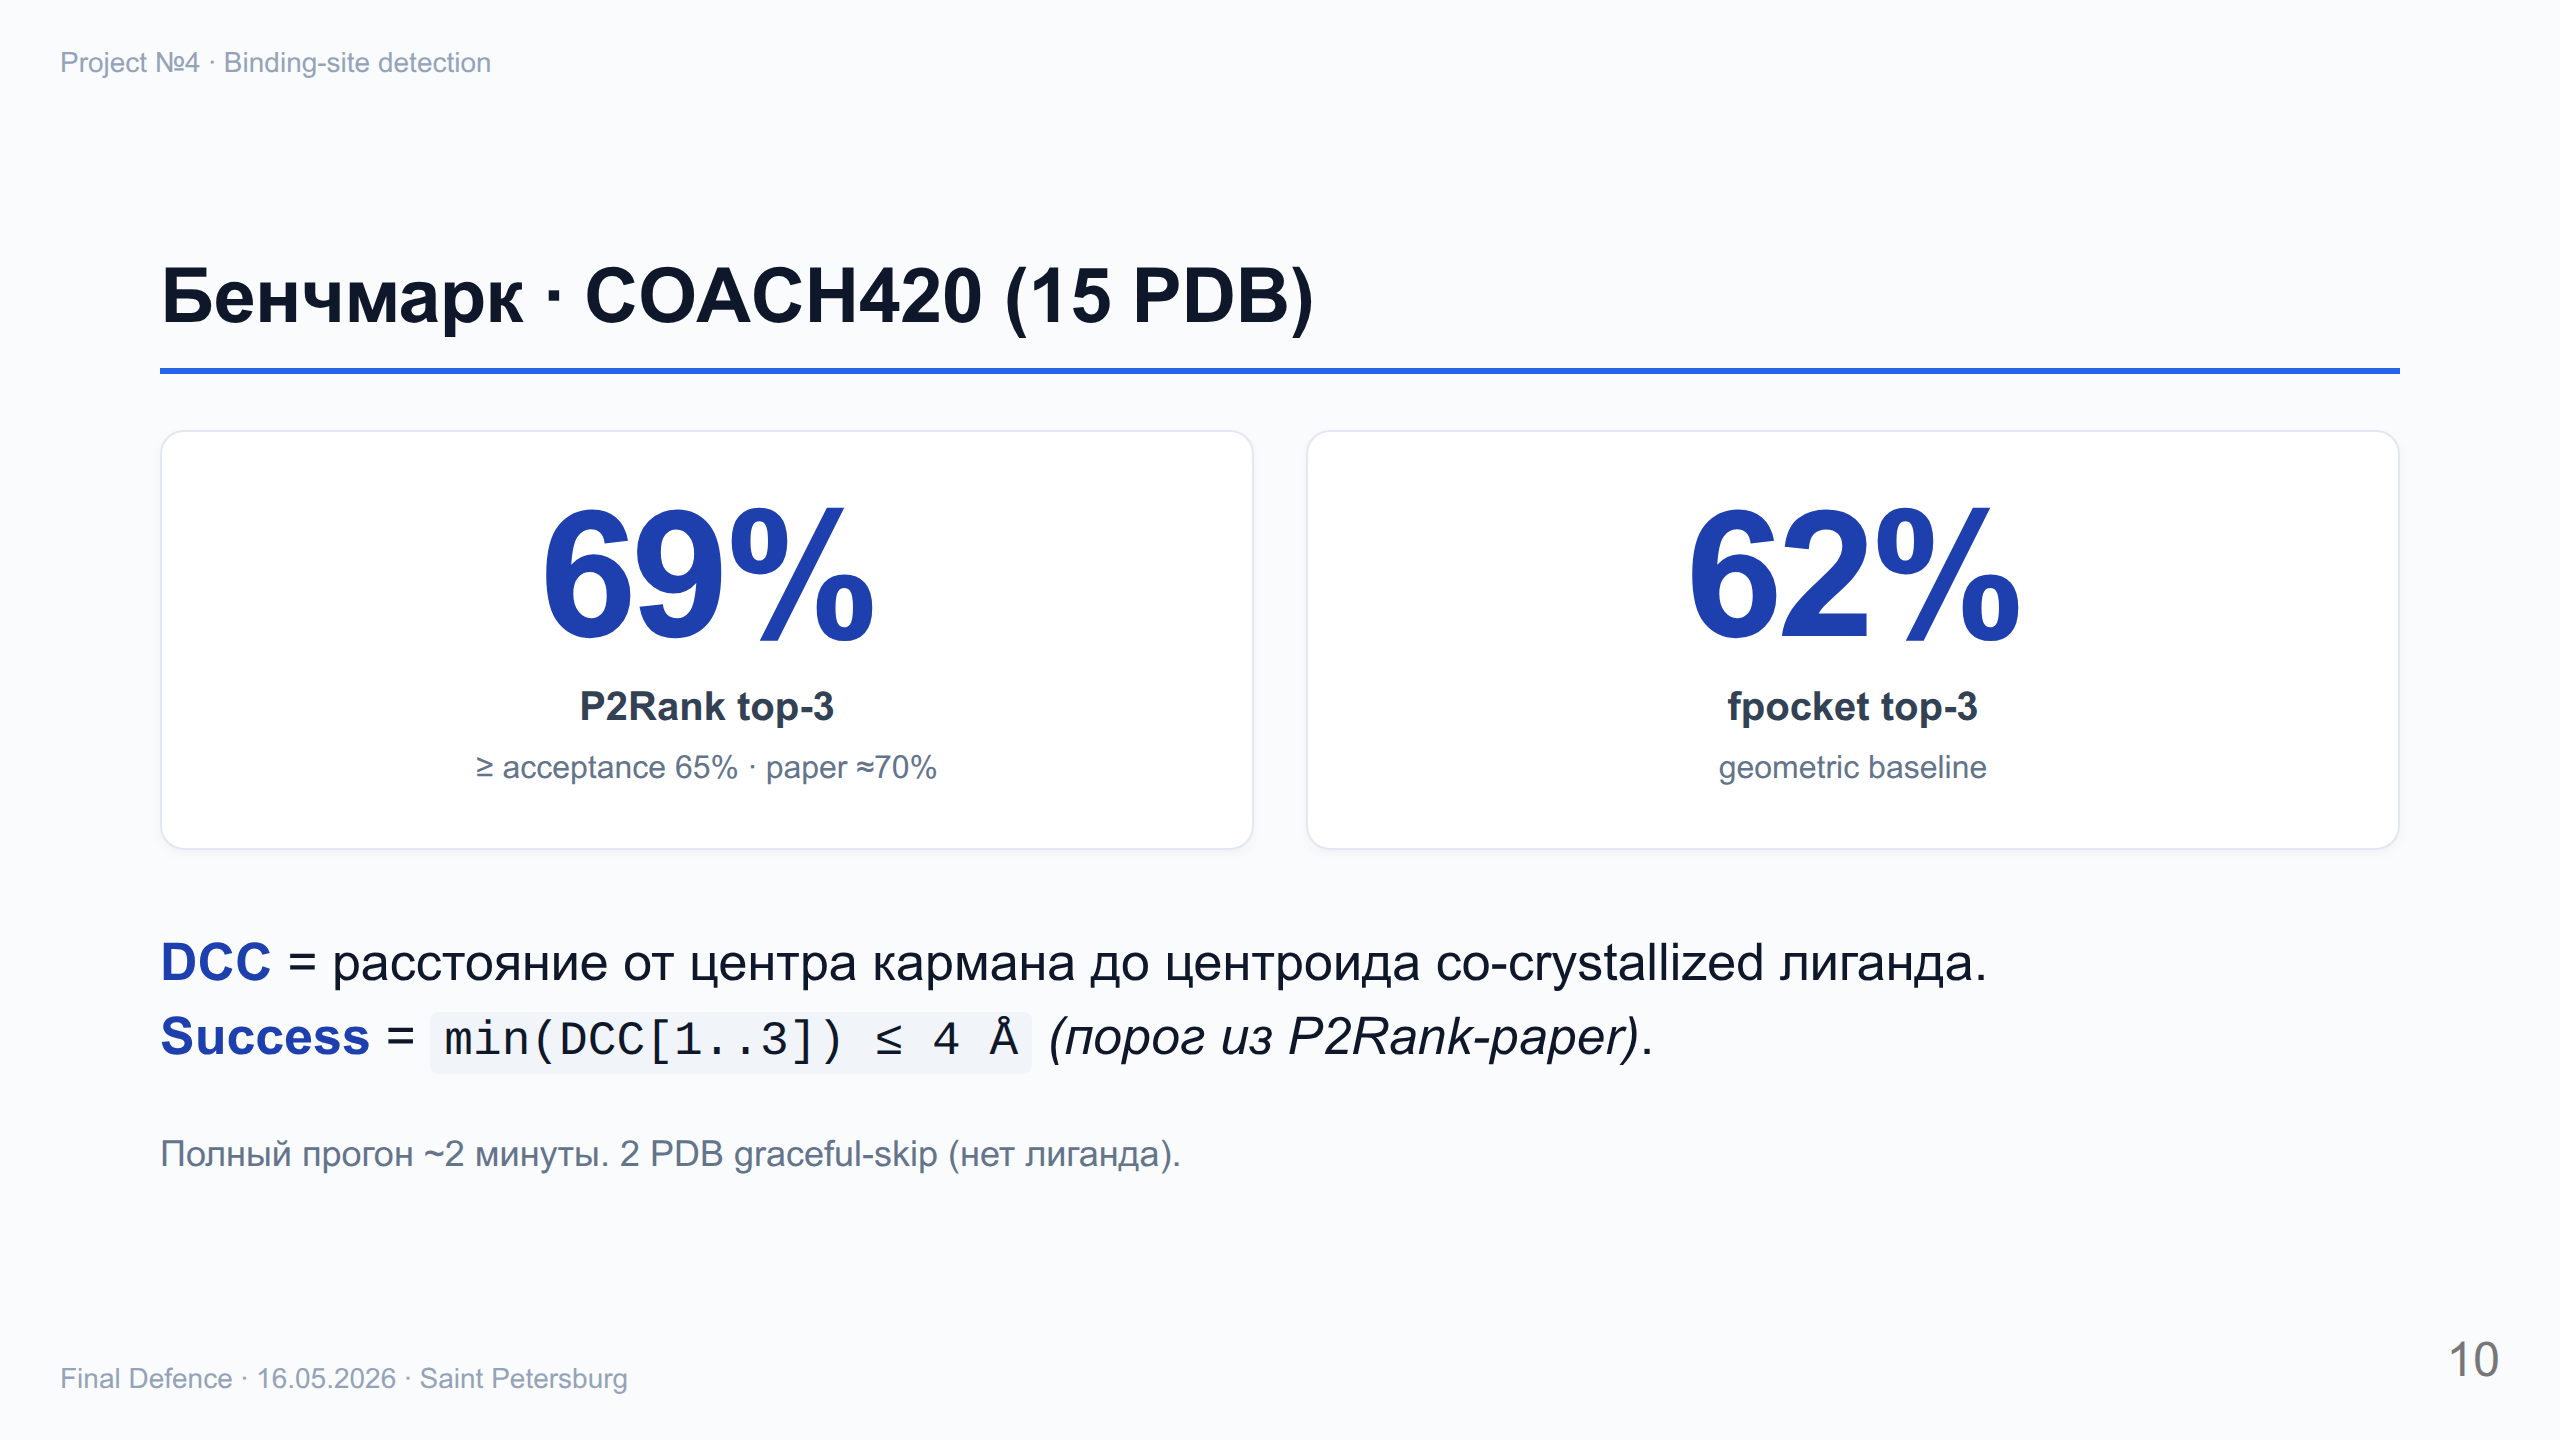 Project №4 · Binding-site detection
Бенчмарк · COACH420 (15 PDB)
69%
P2Rank top-3
≥ acceptance 65% · paper ≈70%
62%
fpocket top-3
geometric baseline
DCC = расстояние от центра кармана до центроида co-crystallized лиганда.
Success = min(DCC[1..3]) ≤ 4 Å (порог из P2Rank-paper).
Полный прогон ~2 минуты. 2 PDB graceful-skip (нет лиганда).
Final Defence · 16.05.2026 · Saint Petersburg
10